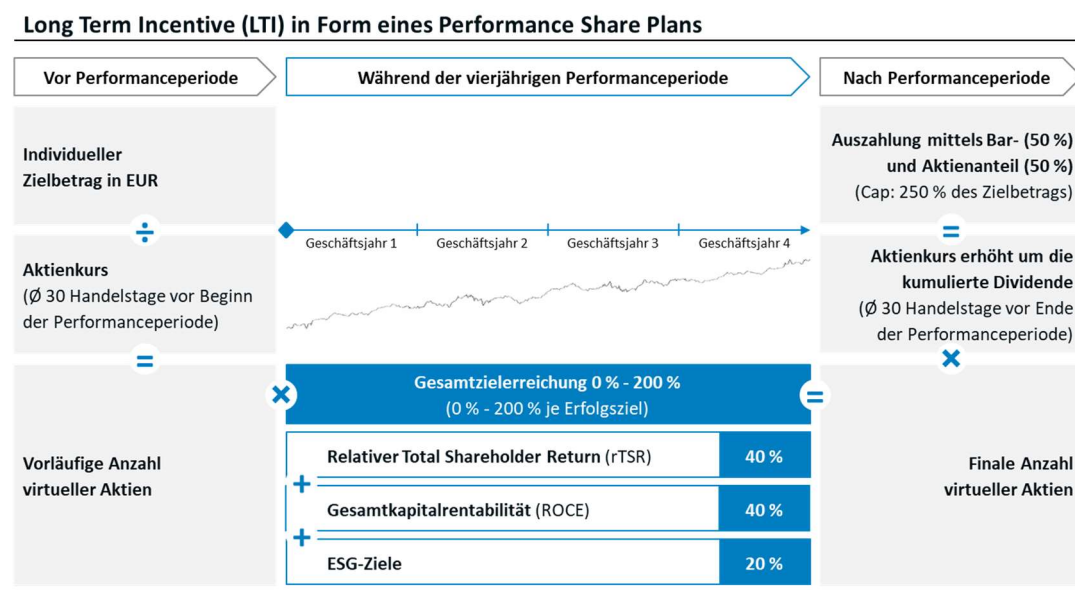 Long Term Incentive (LTI) in Form eines Performance Share Plans
Vor Performanceperiode
Während der vierjährigen Performanceperiode
Nach Performanceperiode
Individueller
Zielbetrag in EUR
÷
Aktienkurs
(Ø 30 Handelstage vor Beginn
der Performanceperiode)
=
Vorläufige Anzahl
virtueller Aktien
Geschäftsjahr 1
Geschäftsjahr 2
Geschäftsjahr 3
Geschäftsjahr 4
×
Gesamtzielerreichung 0 % - 200 %
(0 % - 200 % je Erfolgsziel)
=
Relativer Total Shareholder Return (rTSR) 40 %
+
Gesamtkapitalrentabilität (ROCE) 40 %
+
ESG-Ziele 20 %
Auszahlung mittels Bar- (50 %)
und Aktienanteil (50 %)
(Cap: 250 % des Zielbetrags)
=
Aktienkurs erhöht um die
kumulierte Dividende
(Ø 30 Handelstage vor Ende
der Performanceperiode)
×
Finale Anzahl
virtueller Aktien